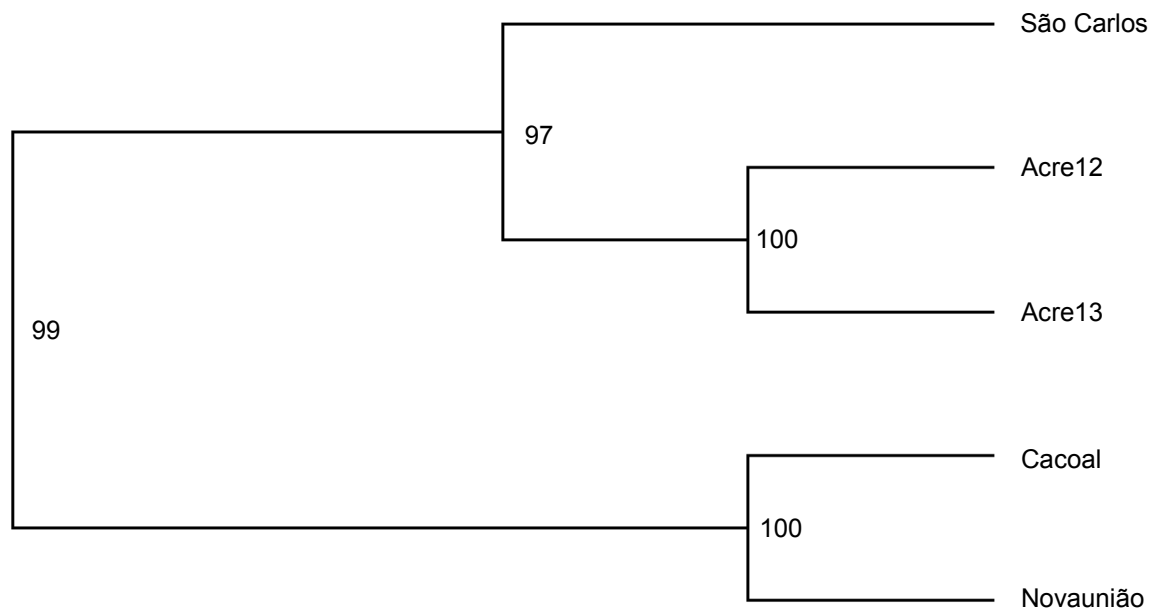 São Carlos
97
Acre12
100
Acre13
99
Cacoal
100
Novaunião